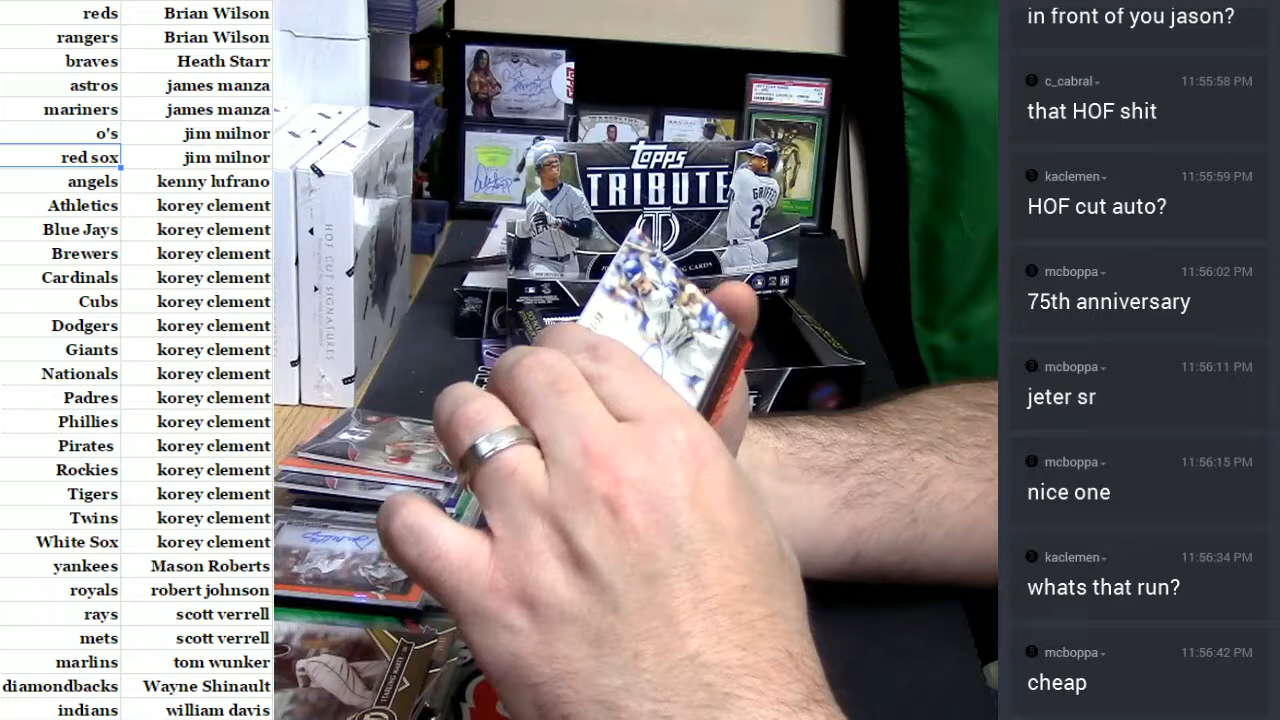 reds Brian Wilson
rangers Brian Wilson
braves Heath Starr
astros james manza
mariners james manza
o's jim milnor
red sox jim milnor
angels kenny lufrano
Athletics korey clement
Blue Jays korey clement
Brewers korey clement
Cardinals korey clement
Cubs korey clement
Dodgers korey clement
Giants korey clement
Nationals korey clement
Padres korey clement
Phillies korey clement
Pirates korey clement
Rockies korey clement
Tigers korey clement
Twins korey clement
White Sox korey clement
yankees Mason Roberts
royals robert johnson
rays scott verrell
mets scott verrell
marlins tom wunker
diamondbacks Wayne Shinault
indians william davis
HOF CUT SIGNATURES
TOPPS
TRIBUTE
GRIFFEY
STARLING MARTE
in front of you jason?
c_cabral 11:55:58 PM
that HOF shit
kaclemen 11:55:59 PM
HOF cut auto?
mcboppa 11:56:02 PM
75th anniversary
mcboppa 11:56:11 PM
jeter sr
mcboppa 11:56:15 PM
nice one
kaclemen 11:56:34 PM
whats that run?
mcboppa 11:56:42 PM
cheap